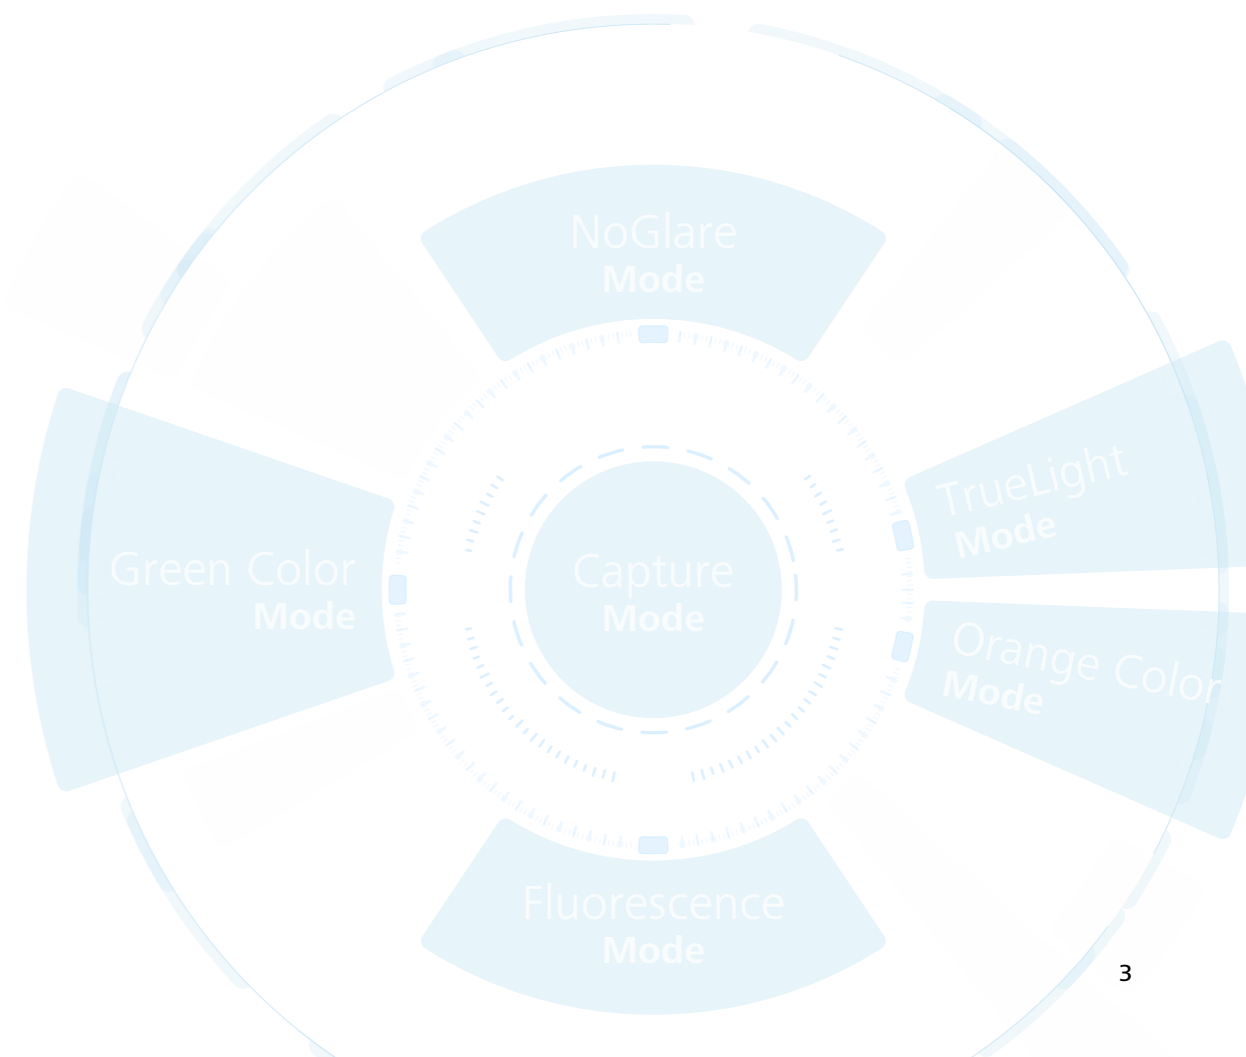 NoGlare
Mode
TrueLight
Mode
Green Color
Mode
Capture
Mode
Orange Color
Mode
Fluorescence
Mode
3